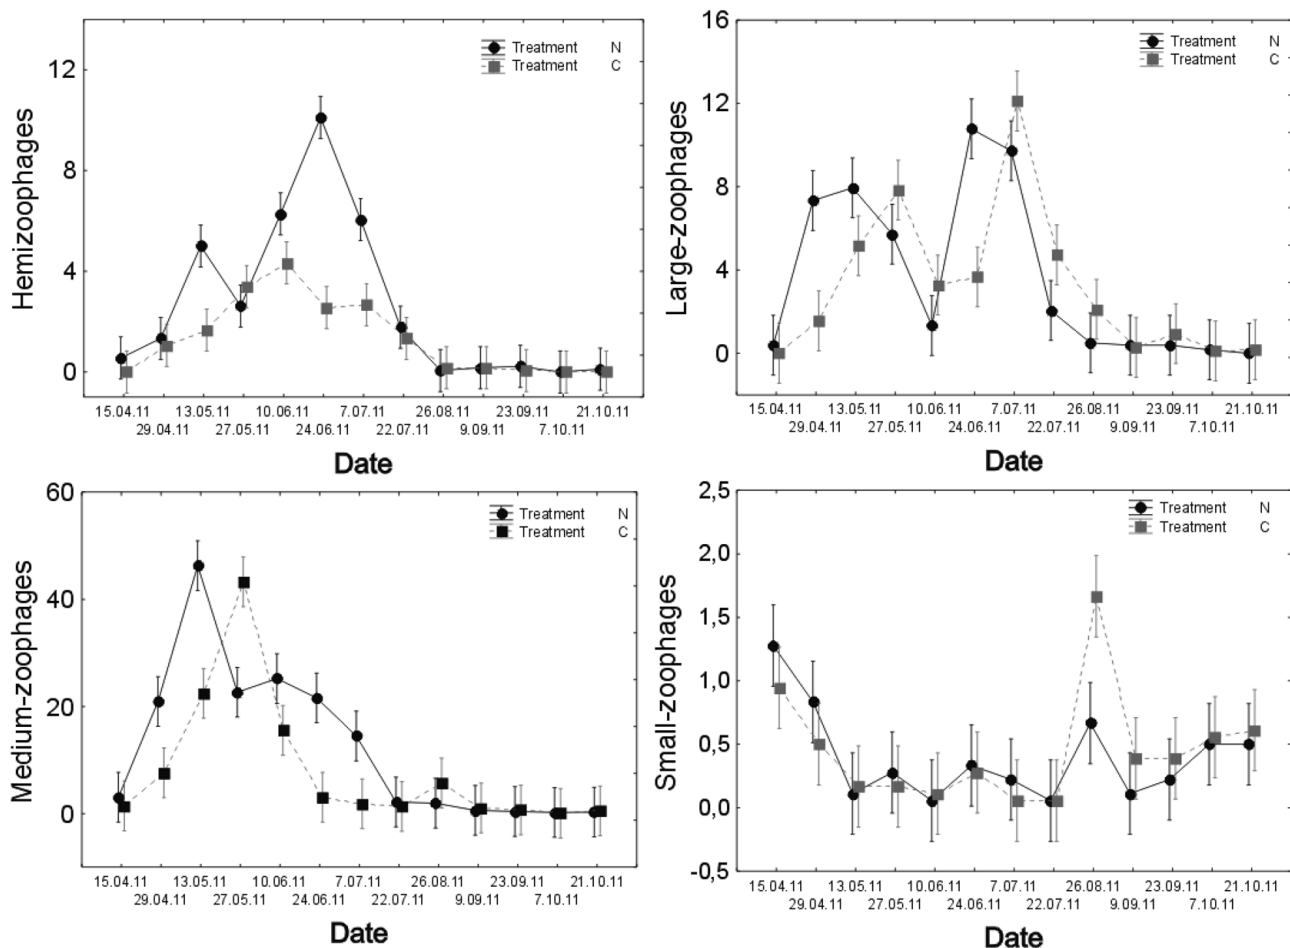 Hemizoophages
12
8
4
0
Treatment N
Treatment C
15.04.11 13.05.11 10.06.11 7.07.11 26.08.11 23.09.11 21.10.11
29.04.11 27.05.11 24.06.11 22.07.11 9.09.11 7.10.11
Date
Large-zoophages
16
12
8
4
0
Treatment N
Treatment C
15.04.11 13.05.11 10.06.11 7.07.11 26.08.11 23.09.11 21.10.11
29.04.11 27.05.11 24.06.11 22.07.11 9.09.11 7.10.11
Date
Medium-zoophages
60
40
20
0
Treatment N
Treatment C
15.04.11 13.05.11 10.06.11 7.07.11 26.08.11 23.09.11 21.10.11
29.04.11 27.05.11 24.06.11 22.07.11 9.09.11 7.10.11
Date
Small-zoophages
2,5
2,0
1,5
1,0
0,5
0,0
-0,5
Treatment N
Treatment C
15.04.11 13.05.11 10.06.11 7.07.11 26.08.11 23.09.11 21.10.11
29.04.11 27.05.11 24.06.11 22.07.11 9.09.11 7.10.11
Date